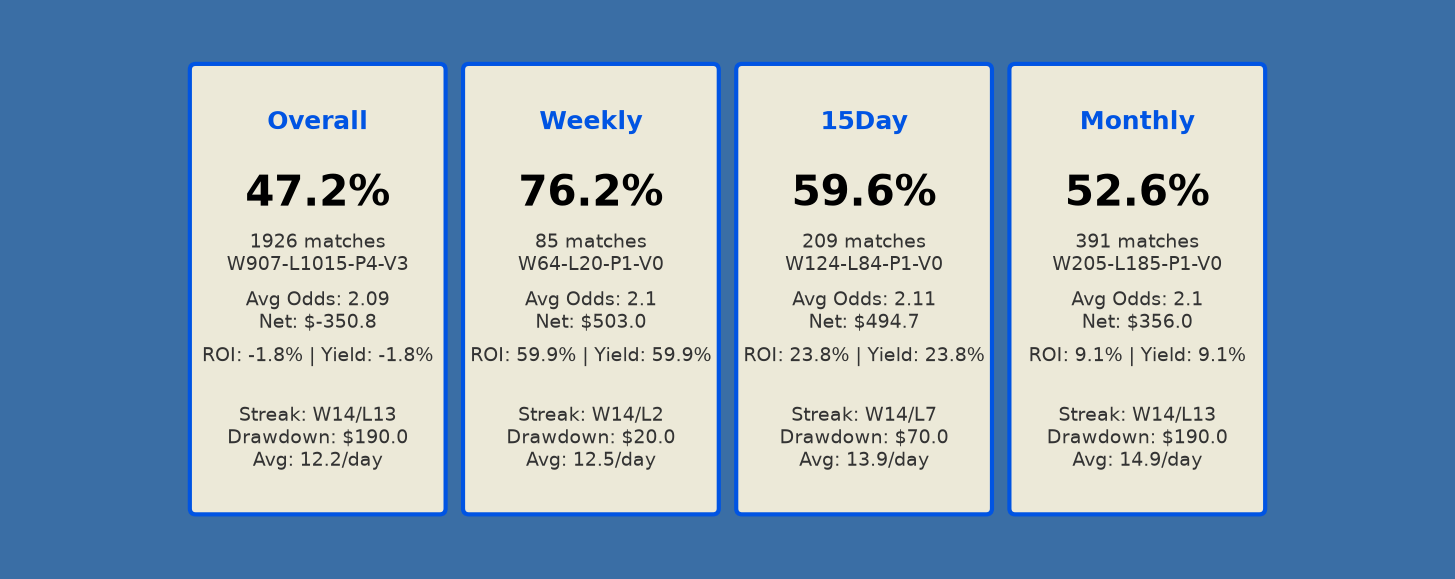 Overall
47.2%
1926 matches
W907-L1015-P4-V3
Avg Odds: 2.09
Net: $-350.8
ROI: -1.8% | Yield: -1.8%
Streak: W14/L13
Drawdown: $190.0
Avg: 12.2/day
Weekly
76.2%
85 matches
W64-L20-P1-V0
Avg Odds: 2.1
Net: $503.0
ROI: 59.9% | Yield: 59.9%
Streak: W14/L2
Drawdown: $20.0
Avg: 12.5/day
15Day
59.6%
209 matches
W124-L84-P1-V0
Avg Odds: 2.11
Net: $494.7
ROI: 23.8% | Yield: 23.8%
Streak: W14/L7
Drawdown: $70.0
Avg: 13.9/day
Monthly
52.6%
391 matches
W205-L185-P1-V0
Avg Odds: 2.1
Net: $356.0
ROI: 9.1% | Yield: 9.1%
Streak: W14/L13
Drawdown: $190.0
Avg: 14.9/day